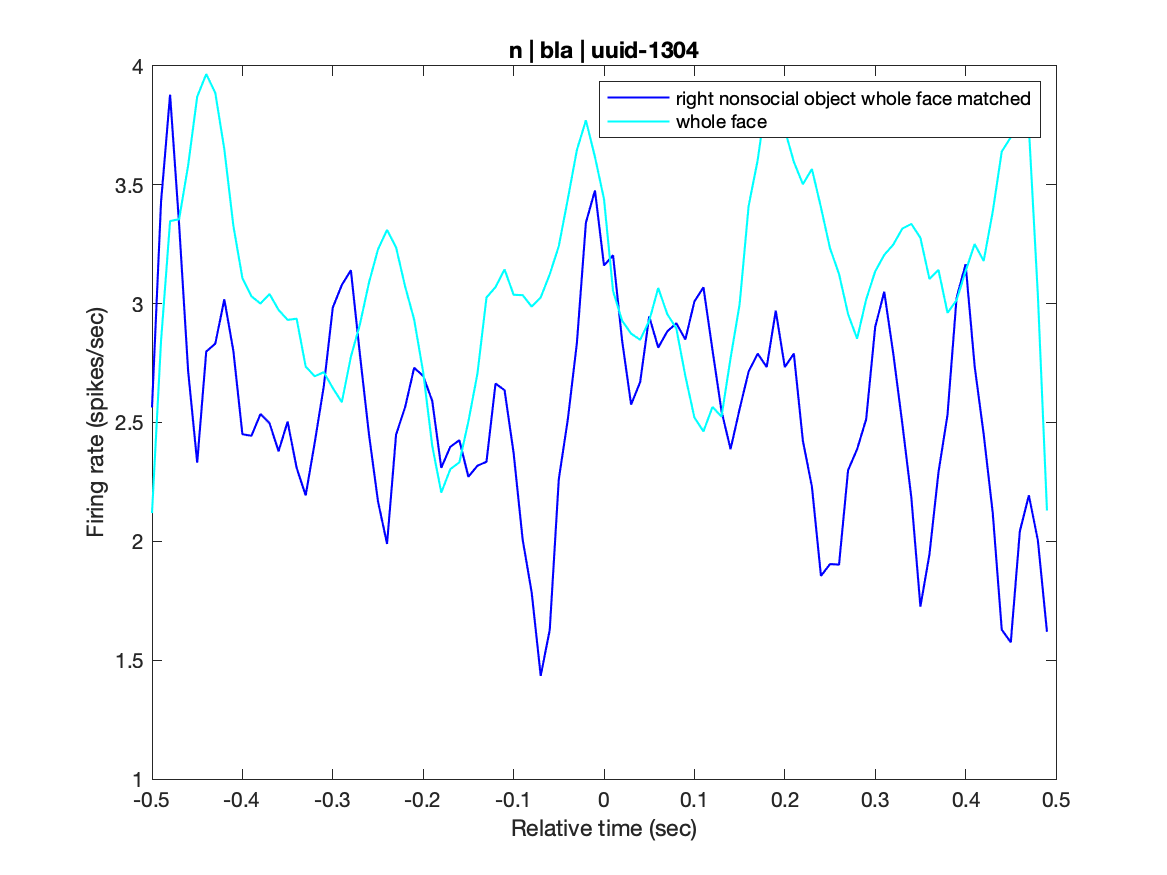 n | bla | uuid-1304
right nonsocial object whole face matched
whole face
Firing rate (spikes/sec)
4
3.5
3
2.5
2
1.5
1
-0.5 -0.4 -0.3 -0.2 -0.1 0 0.1 0.2 0.3 0.4 0.5
Relative time (sec)